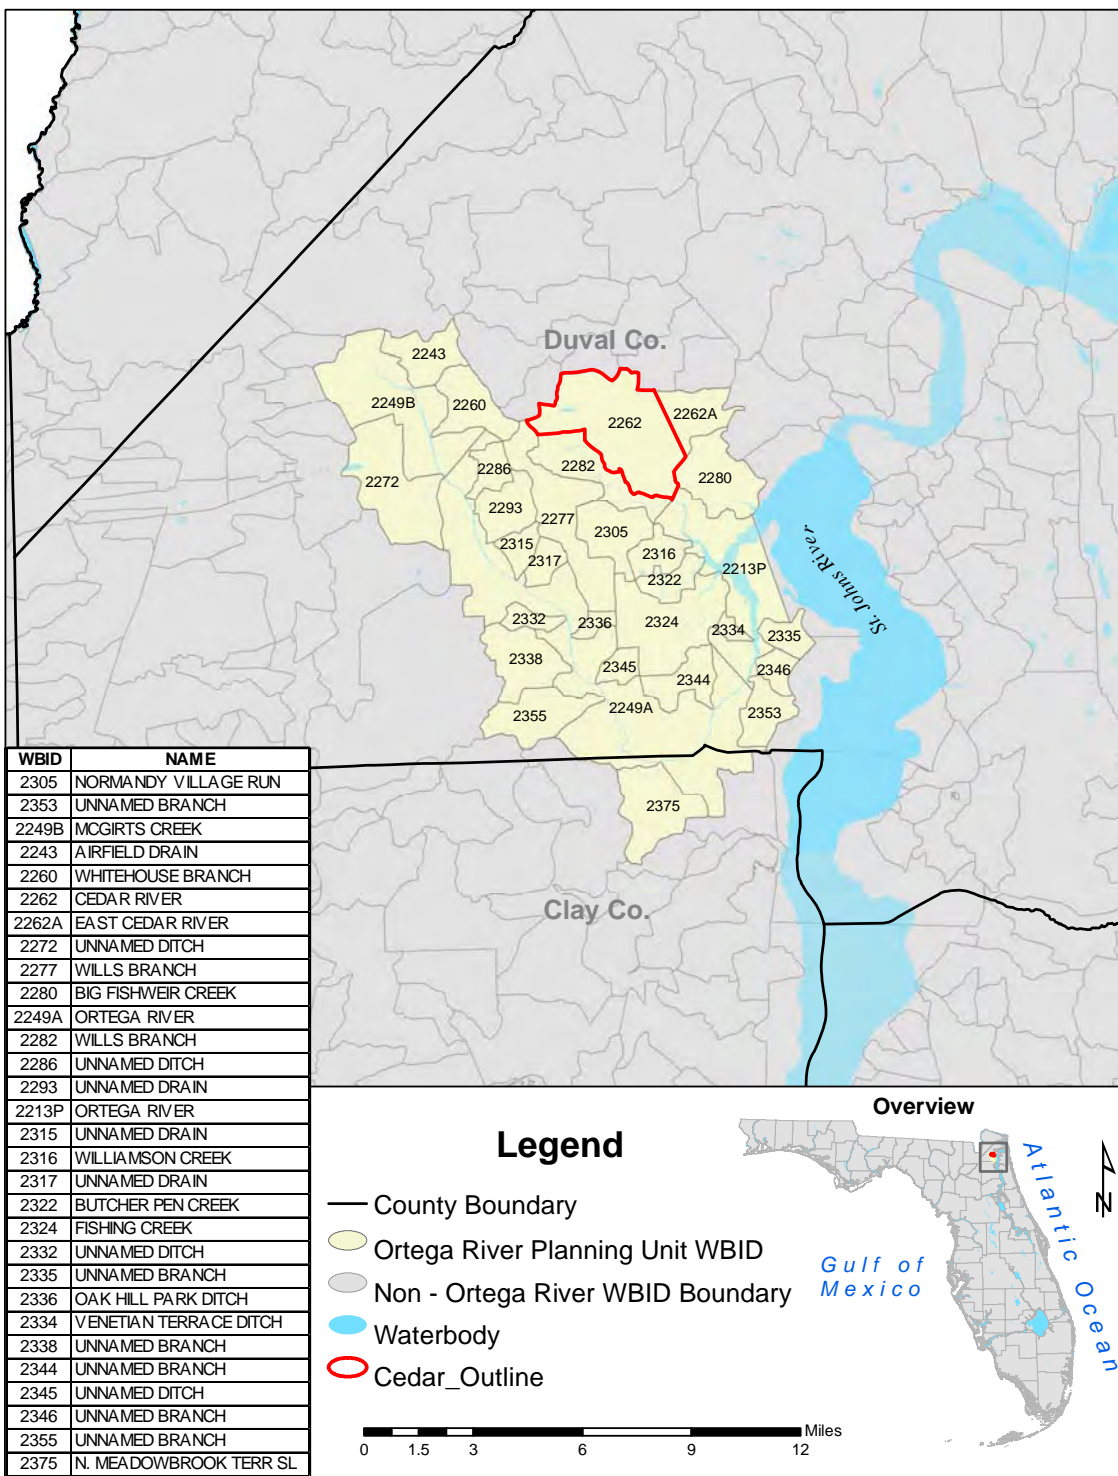 Duval Co.
2243
2249B
2260
2262
2262A
2272
2286
2282
2280
2293
2277
2305
2315
2317
2316
2213P
2322
2332
2336
2324
2334
2335
2338
2345
2344
2346
2355
2249A
2353
2375
St. Johns River
Clay Co.
WBID NAME
2305 NORMANDY VILLAGE RUN
2353 UNNAMED BRANCH
2249B MCGIRTS CREEK
2243 AIRFIELD DRAIN
2260 WHITEHOUSE BRANCH
2262 CEDAR RIVER
2262A EAST CEDAR RIVER
2272 UNNAMED DITCH
2277 WILLS BRANCH
2280 BIG FISHWEIR CREEK
2249A ORTEGA RIVER
2282 WILLS BRANCH
2286 UNNAMED DITCH
2293 UNNAMED DRAIN
2213P ORTEGA RIVER
2315 UNNAMED DRAIN
2316 WILLIAMSON CREEK
2317 UNNAMED DRAIN
2322 BUTCHER PEN CREEK
2324 FISHING CREEK
2332 UNNAMED DITCH
2335 UNNAMED BRANCH
2336 OAK HILL PARK DITCH
2334 VENETIAN TERRACE DITCH
2338 UNNAMED BRANCH
2344 UNNAMED BRANCH
2345 UNNAMED DITCH
2346 UNNAMED BRANCH
2355 UNNAMED BRANCH
2375 N. MEADOWBROOK TERR SL
Legend
County Boundary
Ortega River Planning Unit WBID
Non - Ortega River WBID Boundary
Waterbody
Cedar_Outline
Miles
0 1.5 3 6 9 12
Overview
N
Gulf of
Mexico
Atlantic Ocean